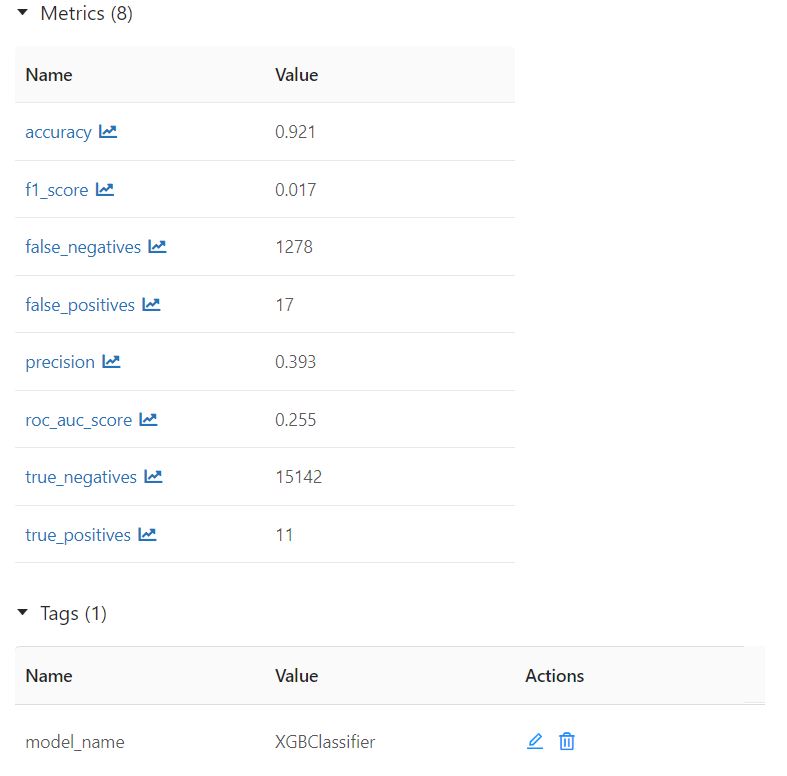 Metrics (8)
Name Value
accuracy 0.921
f1_score 0.017
false_negatives 1278
false_positives 17
precision 0.393
roc_auc_score 0.255
true_negatives 15142
true_positives 11
Tags (1)
Name Value Actions
model_name XGBClassifier